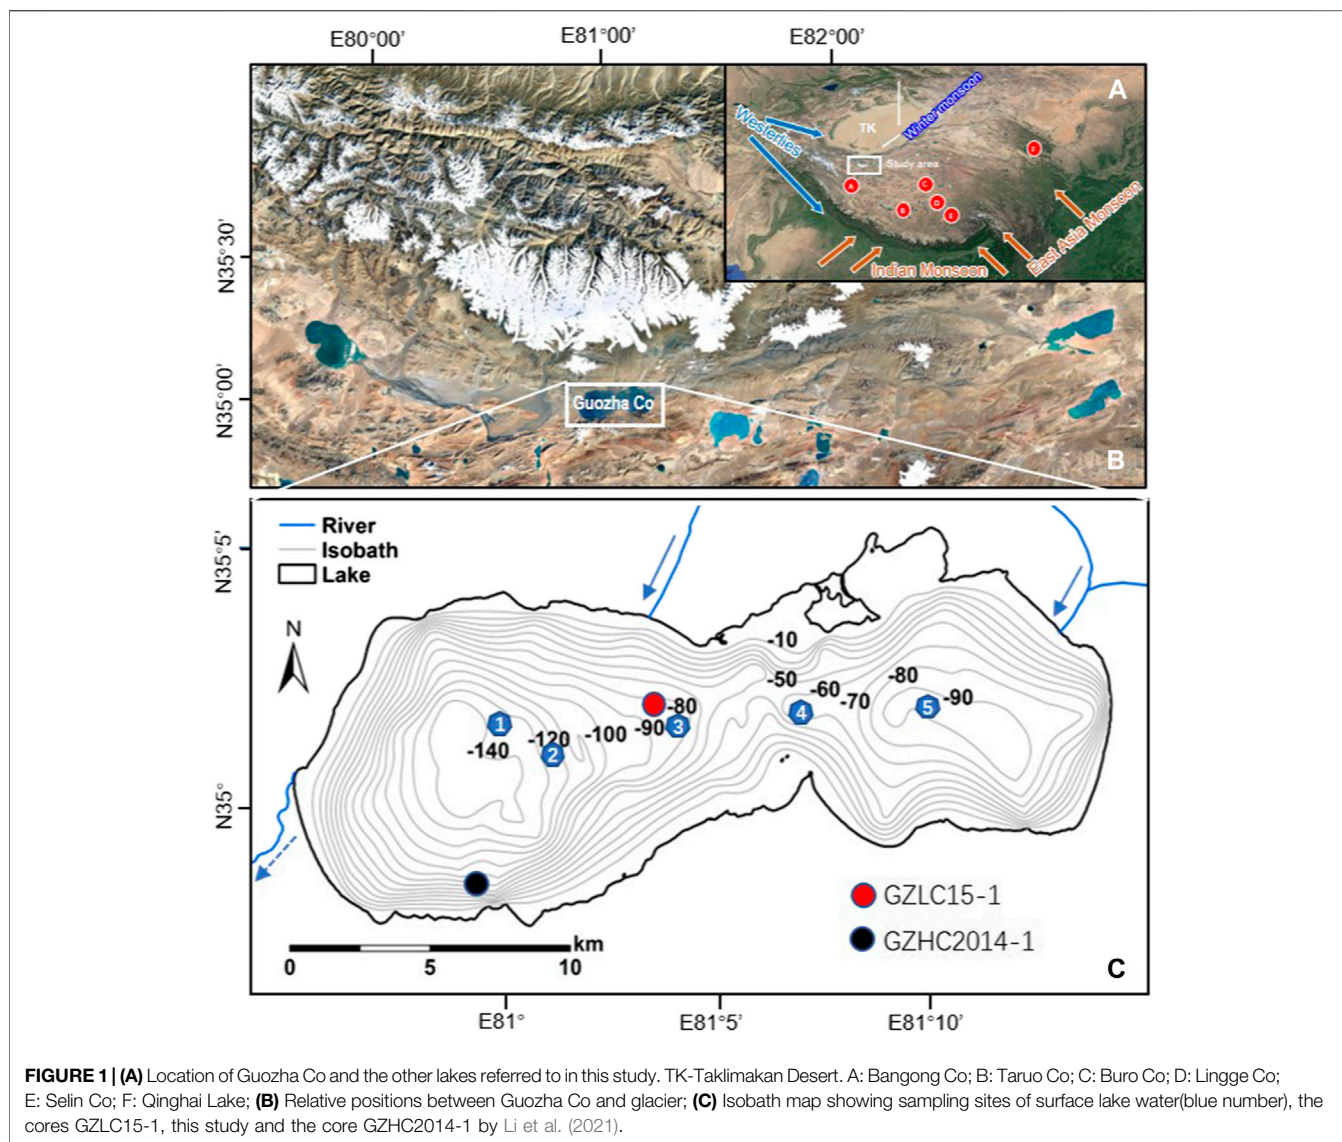 E80°00'
E81°00'
E82°00'
A
Westerlies
TK
Winter monsoon
Study area
A
B
C
D
E
F
East Asia Monsoon
Indian Monsoon
N35°30'
N35°00'
Guozha Co
B
River
Isobath
Lake
N35°5'
N
-10
-50
-60
-70
-80
-90
-80
-90
-100
-120
-140
1
2
3
4
5
N35°
GZLC15-1
GZHC2014-1
km
0 5 10
C
E81°
E81°5'
E81°10'
FIGURE 1 | (A) Location of Guozha Co and the other lakes referred to in this study. TK-Taklimakan Desert. A: Bangong Co; B: Taruo Co; C: Buro Co; D: Lingge Co;
E: Selin Co; F: Qinghai Lake; (B) Relative positions between Guozha Co and glacier; (C) Isobath map showing sampling sites of surface lake water(blue number), the
cores GZLC15-1, this study and the core GZHC2014-1 by Li et al. (2021).